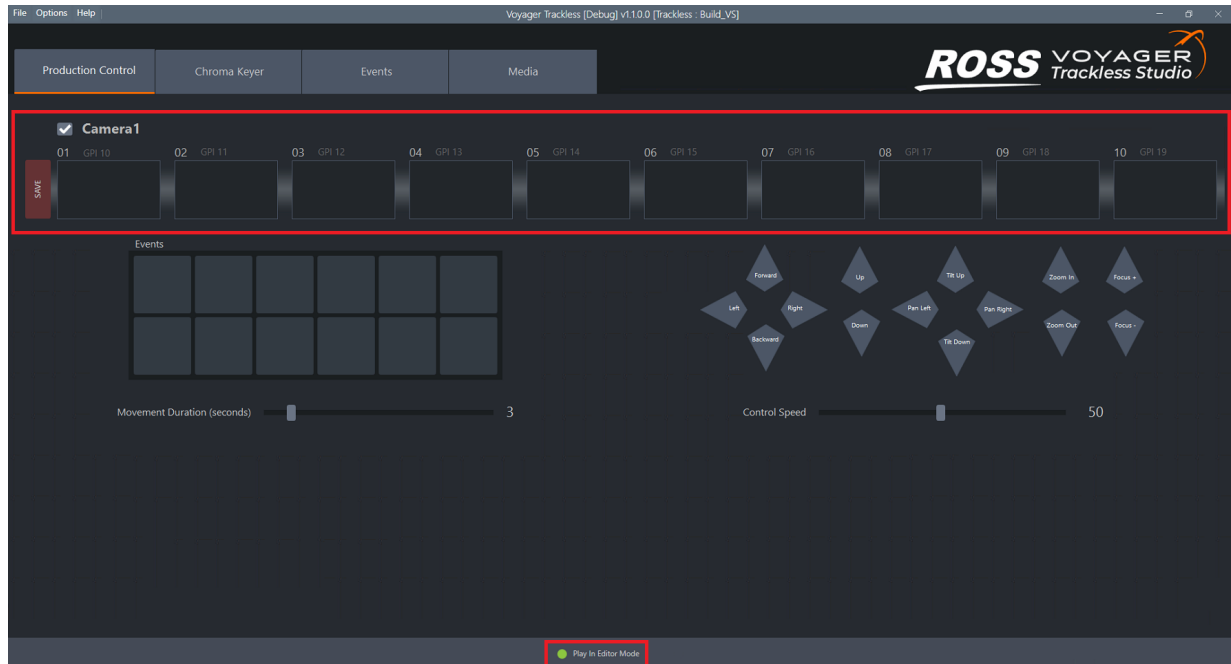 File Options Help
Voyager Trackless [Debug] v1.1.0.0 [Trackless : Build_VS]
Production Control
Chroma Keyer
Events
Media
ROSS VOYAGER
Trackless Studio
Camera1
01 GPI 10
02 GPI 11
03 GPI 12
04 GPI 13
05 GPI 14
06 GPI 15
07 GPI 16
08 GPI 17
09 GPI 18
10 GPI 19
SAVE
Events
Forward
Up
Tilt Up
Zoom In
Focus +
Left
Right
Pan Left
Pan Right
Down
Zoom Out
Focus -
Backward
Tilt Down
Movement Duration (seconds)
3
Control Speed
50
Play In Editor Mode